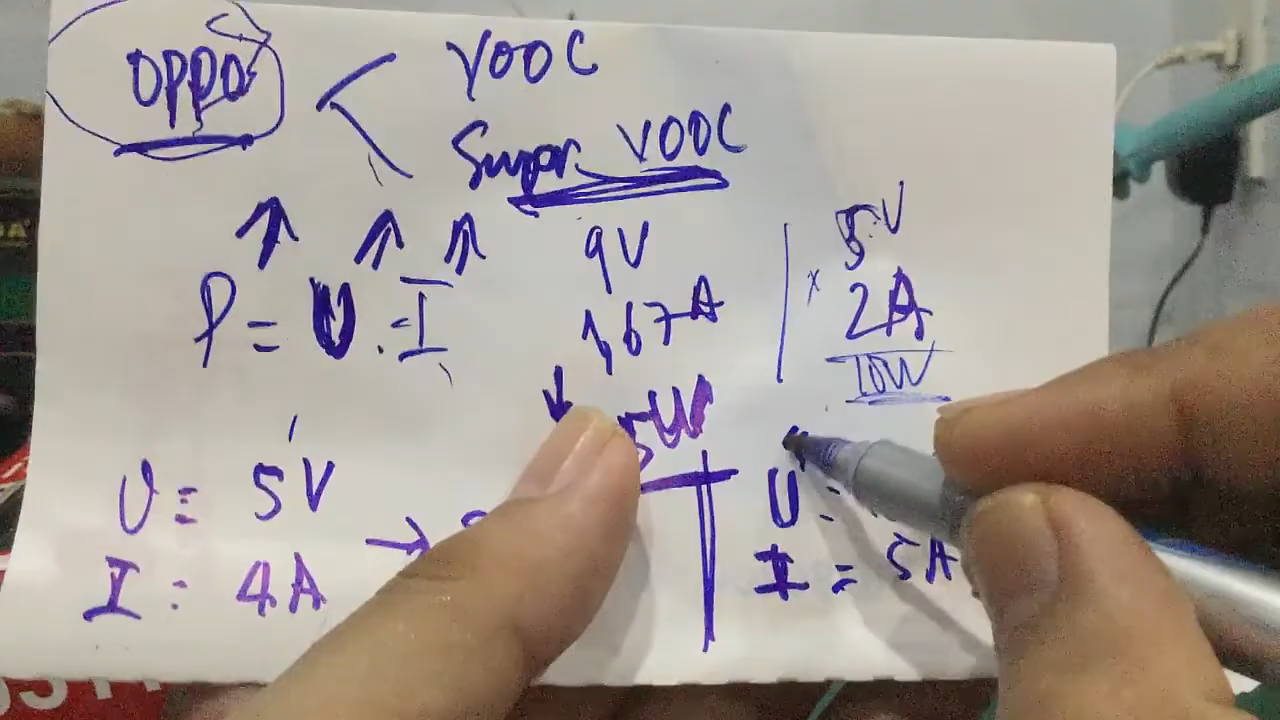 OPPO
VOOC
Super VOOC
P = U . I
9V
1,67A
5V
x 2A
10W
U = 5V
I : 4A →
U =
I = 5A